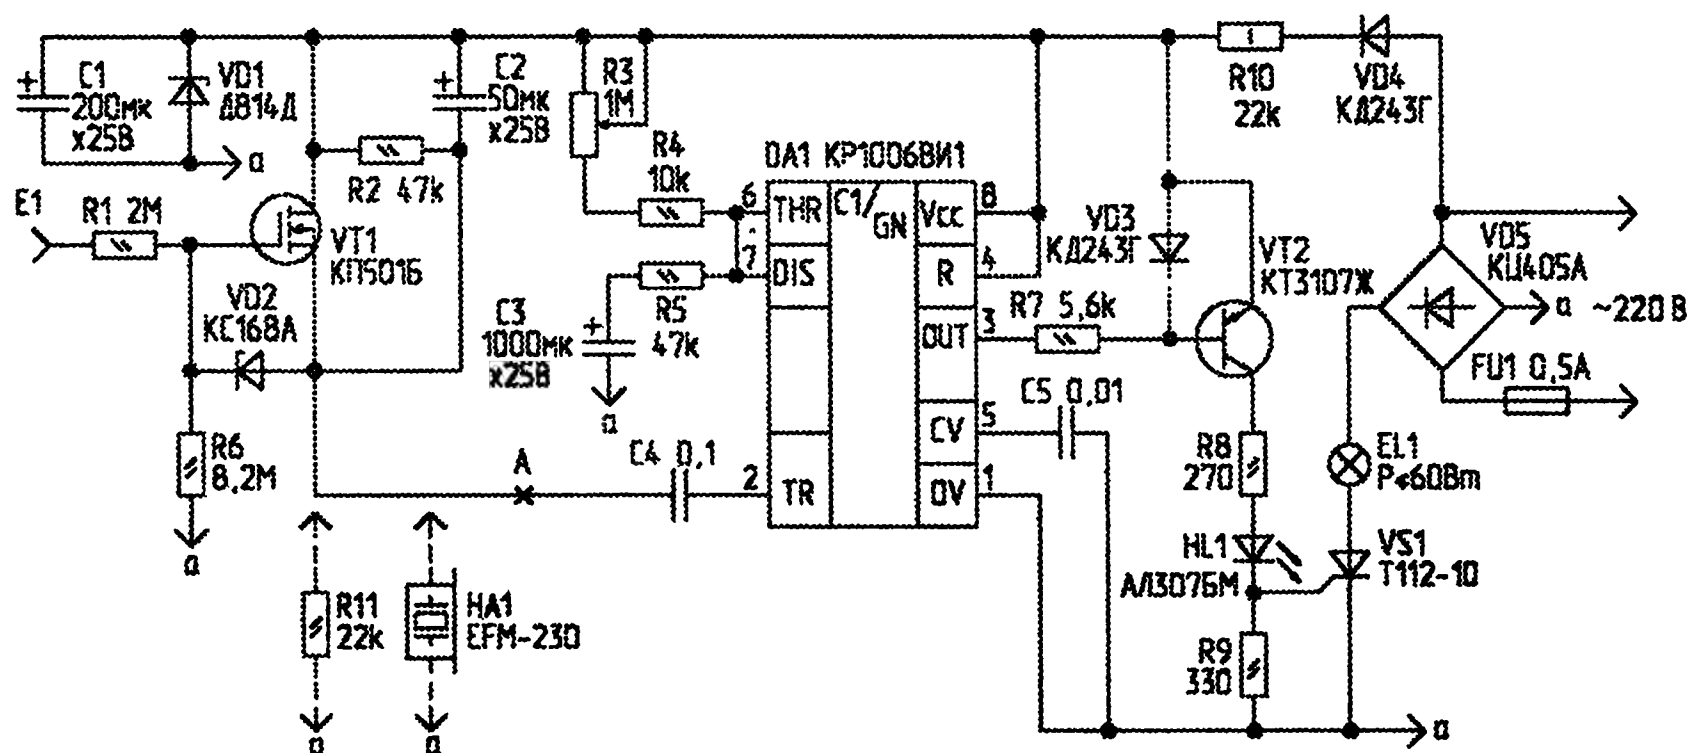 C1
200мк
x25В
VD1
Д814Д
а
C2
50мк
x25В
R3
1М
R4
10k
DA1 КР1006ВИ1
R10
22k
VD4
КД243Г
E1
R1 2М
R2 47k
VT1
КП501Б
VD2
КС168А
C3
1000мк
x25В
а
R5
47k
6
7
2
THR
DIS
TR
C1/
GN
Vcc
R
OUT
CV
0V
8
4
3
5
1
VD3
КД243Г
VT2
КТ3107Ж
R7 5,6k
VD5
КЦ405А
а
~220 В
FU1 0,5А
R6
8,2М
а
А
C4 0,1
C5 0,01
R8
270
EL1
P<60Вт
HL1
АЛ307БМ
VS1
Т112-10
R11
22k
а
HA1
EFM-230
а
R9
330
а